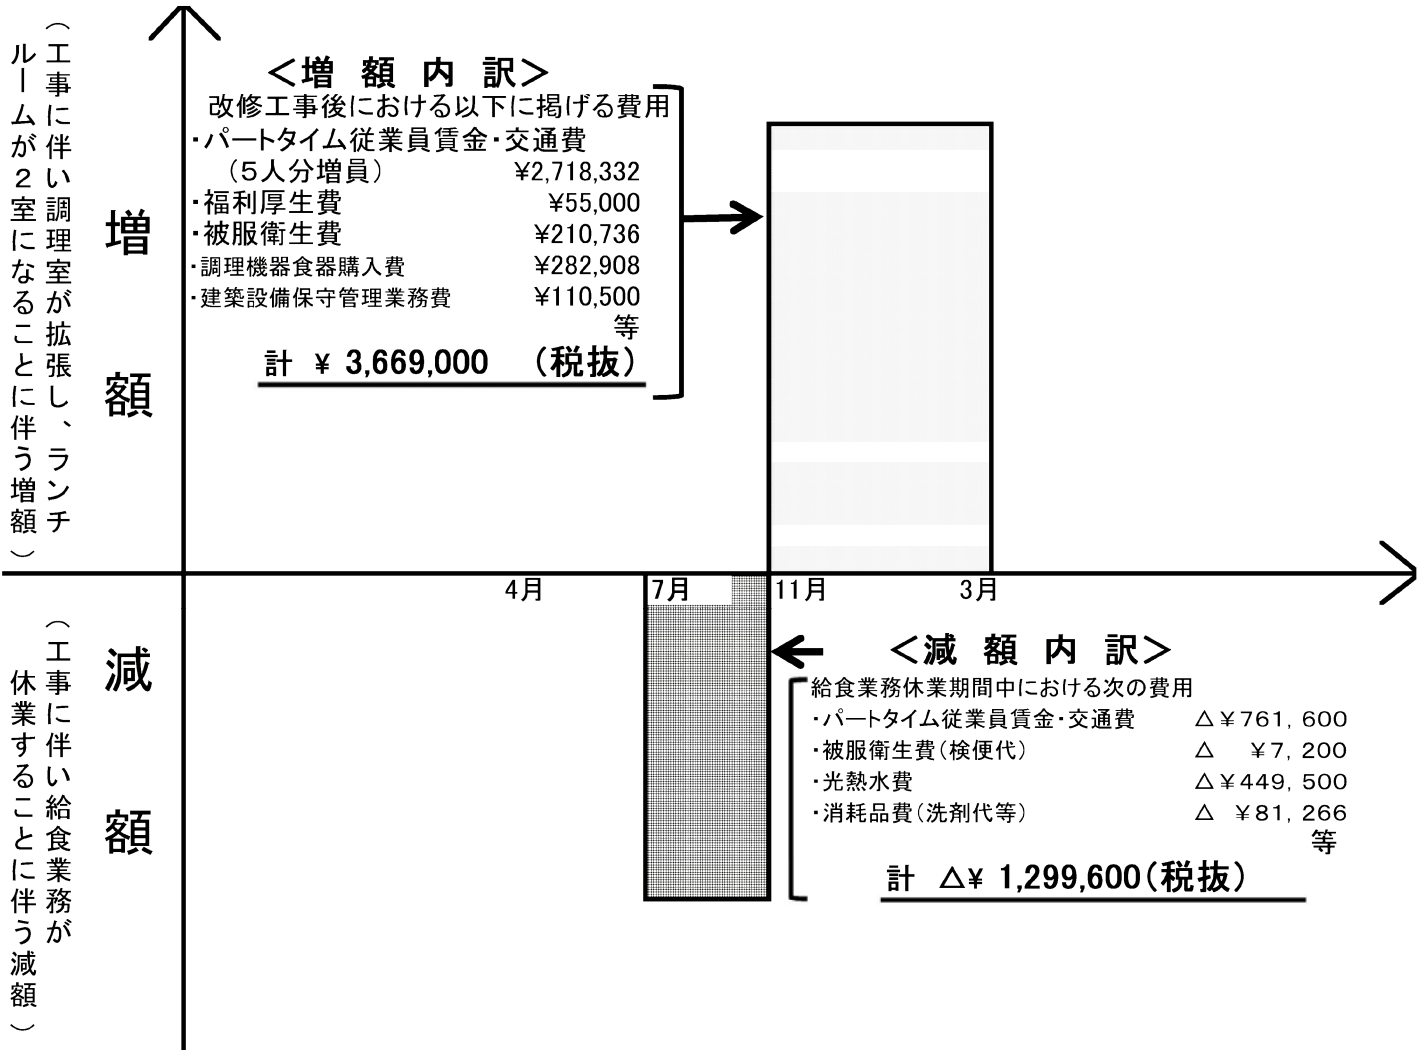 （工事に伴い調理室が拡張し、ランチ
ルームが２室になることに伴う増額）
増額
＜増　額　内　訳＞
改修工事後における以下に掲げる費用
・パートタイム従業員賃金・交通費
（５人分増員）　¥2,718,332
・福利厚生費　¥55,000
・被服衛生費　¥210,736
・調理機器食器購入費　¥282,908
・建築設備保守管理業務費　¥110,500
等
計　¥ 3,669,000　（税抜）
4月　7月　11月　3月
（工事に伴い給食業務が
休業することに伴う減額）
減額
＜減　額　内　訳＞
給食業務休業期間中における次の費用
・パートタイム従業員賃金・交通費　△¥761，600
・被服衛生費（検便代）　△　¥7，200
・光熱水費　△¥449，500
・消耗品費（洗剤代等）　△　¥81，266
等
計　△¥ 1,299,600（税抜）